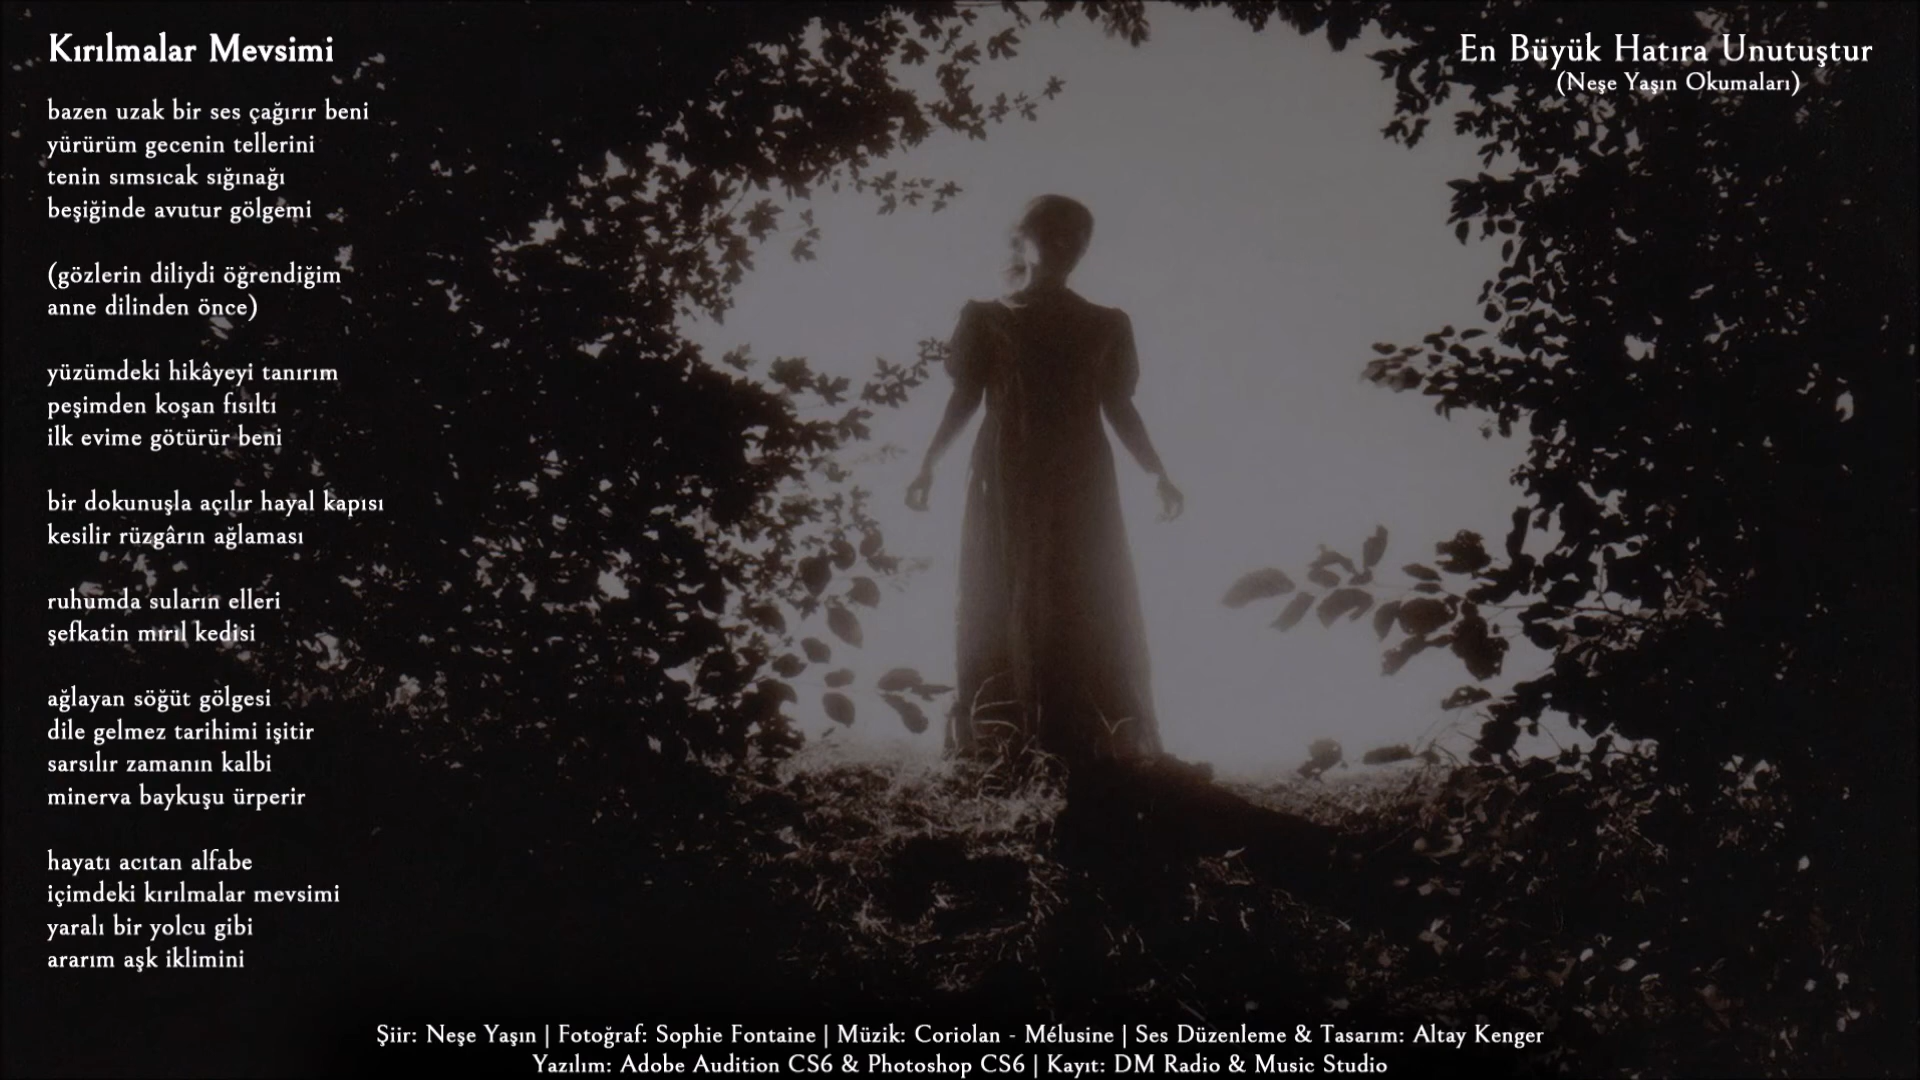 Kırılmalar Mevsimi
bazen uzak bir ses çağırır beni
yürürüm gecenin tellerini
tenin sımsıcak sığınağı
beşiğinde avutur gölgemi
(gözlerin diliydi öğrendiğim
anne dilinden önce)
yüzümdeki hikâyeyi tanırım
peşimden koşan fısıltı
ilk evime götürür beni
bir dokunuşla açılır hayal kapısı
kesilir rüzgârın ağlaması
ruhumda suların elleri
şefkatin mırıl kedisi
ağlayan söğüt gölgesi
dile gelmez tarihimi işitir
sarsılır zamanın kalbi
minerva baykuşu ürperir
hayatı acıtan alfabe
içimdeki kırılmalar mevsimi
yaralı bir yolcu gibi
ararım aşk iklimini
En Büyük Hatıra Unutuştur
(Neşe Yaşın Okumaları)
Şiir: Neşe Yaşın | Fotoğraf: Sophie Fontaine | Müzik: Coriolan - Mélusine | Ses Düzenleme & Tasarım: Altay Kenger
Yazılım: Adobe Audition CS6 & Photoshop CS6 | Kayıt: DM Radio & Music Studio